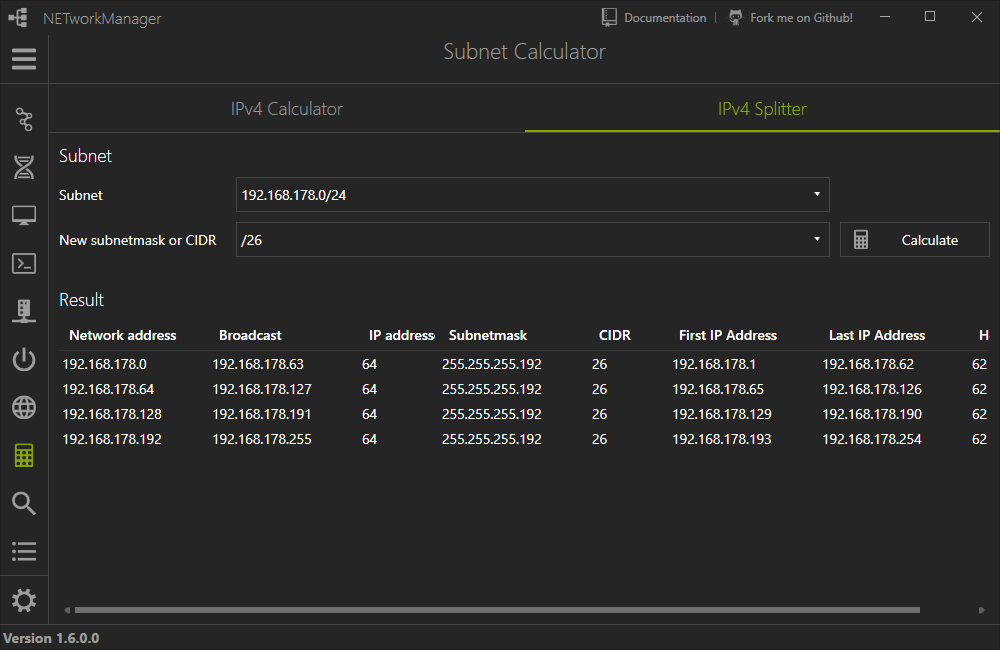 NETworkManager Documentation Fork me on Github!
Subnet Calculator
IPv4 Calculator IPv4 Splitter
Subnet
Subnet 192.168.178.0/24
New subnetmask or CIDR /26 Calculate
Result
Network address Broadcast IP address Subnetmask CIDR First IP Address Last IP Address H
192.168.178.0 192.168.178.63 64 255.255.255.192 26 192.168.178.1 192.168.178.62 62
192.168.178.64 192.168.178.127 64 255.255.255.192 26 192.168.178.65 192.168.178.126 62
192.168.178.128 192.168.178.191 64 255.255.255.192 26 192.168.178.129 192.168.178.190 62
192.168.178.192 192.168.178.255 64 255.255.255.192 26 192.168.178.193 192.168.178.254 62
Version 1.6.0.0